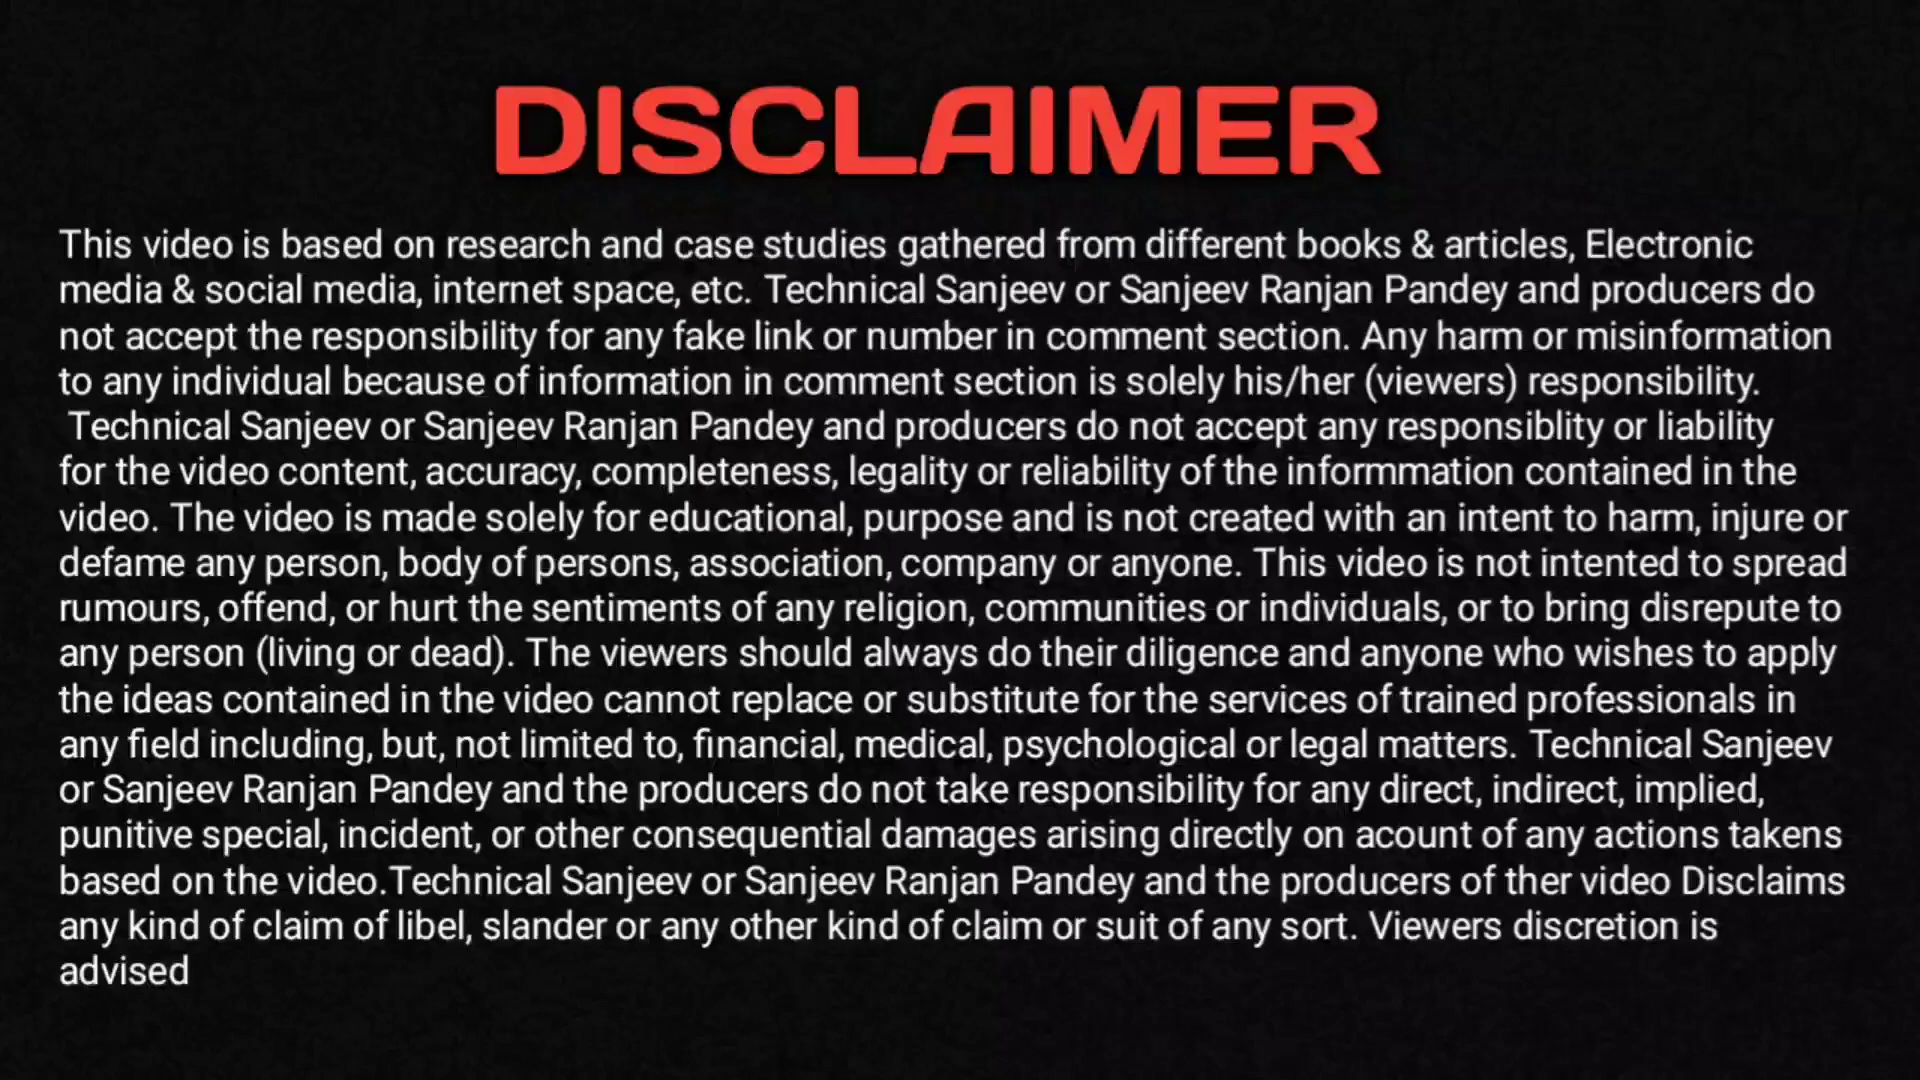 DISCLAIMER
This video is based on research and case studies gathered from different books & articles, Electronic
media & social media, internet space, etc. Technical Sanjeev or Sanjeev Ranjan Pandey and producers do
not accept the responsibility for any fake link or number in comment section. Any harm or misinformation
to any individual because of information in comment section is solely his/her (viewers) responsibility.
Technical Sanjeev or Sanjeev Ranjan Pandey and producers do not accept any responsiblity or liability
for the video content, accuracy, completeness, legality or reliability of the informmation contained in the
video. The video is made solely for educational, purpose and is not created with an intent to harm, injure or
defame any person, body of persons, association, company or anyone. This video is not intented to spread
rumours, offend, or hurt the sentiments of any religion, communities or individuals, or to bring disrepute to
any person (living or dead). The viewers should always do their diligence and anyone who wishes to apply
the ideas contained in the video cannot replace or substitute for the services of trained professionals in
any field including, but, not limited to, financial, medical, psychological or legal matters. Technical Sanjeev
or Sanjeev Ranjan Pandey and the producers do not take responsibility for any direct, indirect, implied,
punitive special, incident, or other consequential damages arising directly on acount of any actions takens
based on the video.Technical Sanjeev or Sanjeev Ranjan Pandey and the producers of ther video Disclaims
any kind of claim of libel, slander or any other kind of claim or suit of any sort. Viewers discretion is
advised